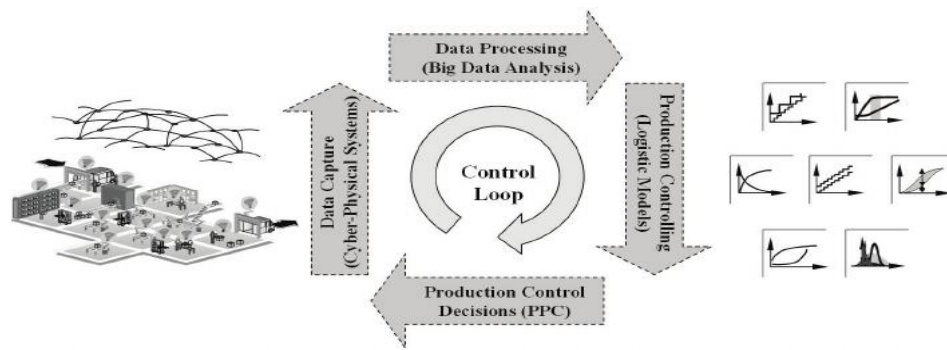 Data Processing
(Big Data Analysis)
Data Capture
(Cyber-Physical Systems)
Control
Loop
Production Controlling
(Logistic Models)
Production Control
Decisions (PPC)